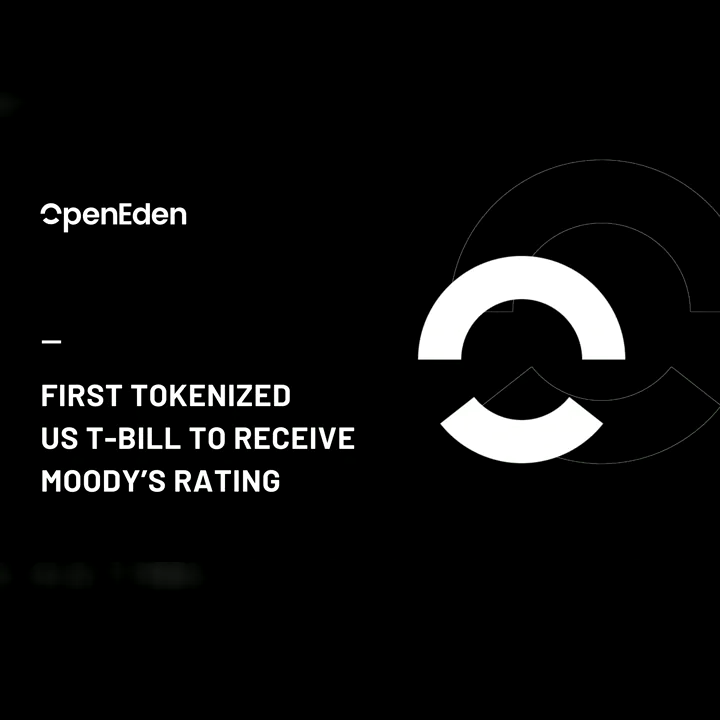 OpenEden
FIRST TOKENIZED
US T-BILL TO RECEIVE
MOODY'S RATING